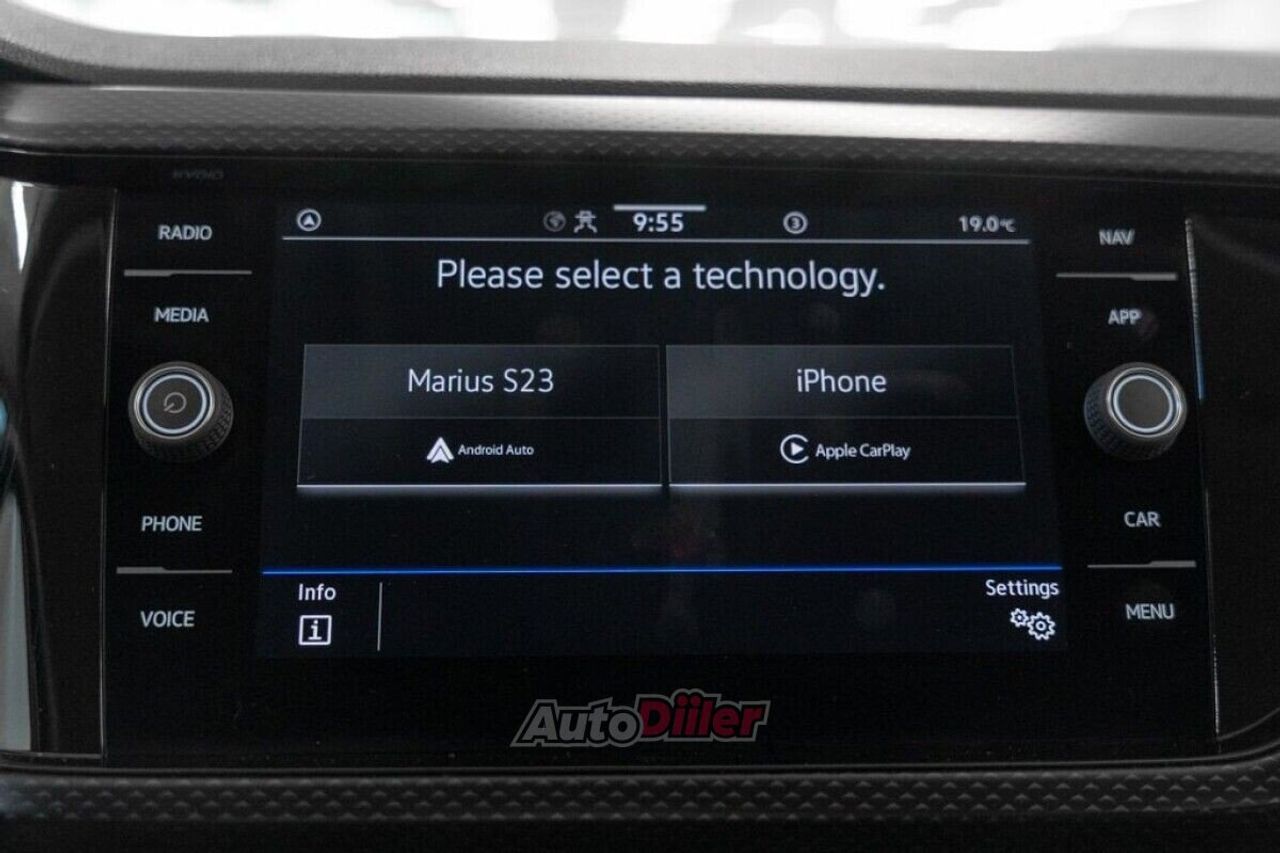 RADIO
MEDIA
PHONE
VOICE
9:55
3
19.0°C
Please select a technology.
Marius S23
Android Auto
iPhone
Apple CarPlay
Info
i
Settings
NAV
APP
CAR
MENU
AutoDiiler